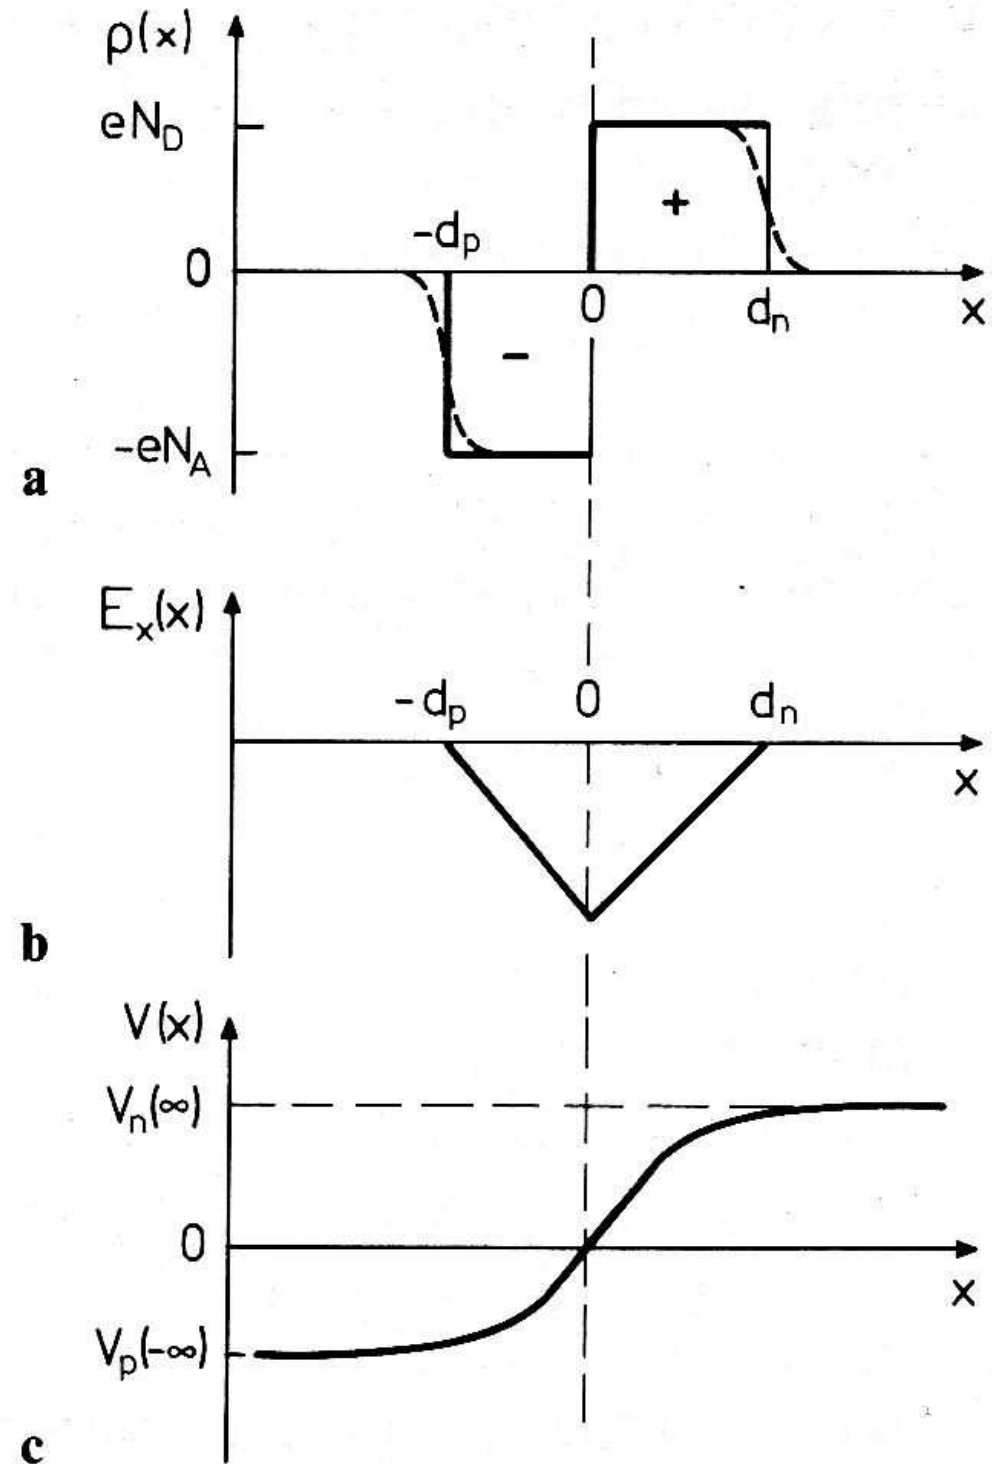 ρ(x)
eN_D
+
-d_p
0
0 d_n x
-
-eN_A
a
E_x(x)
-d_p 0 d_n
x
b
V(x)
V_n(∞)
0
x
V_p(-∞)
c